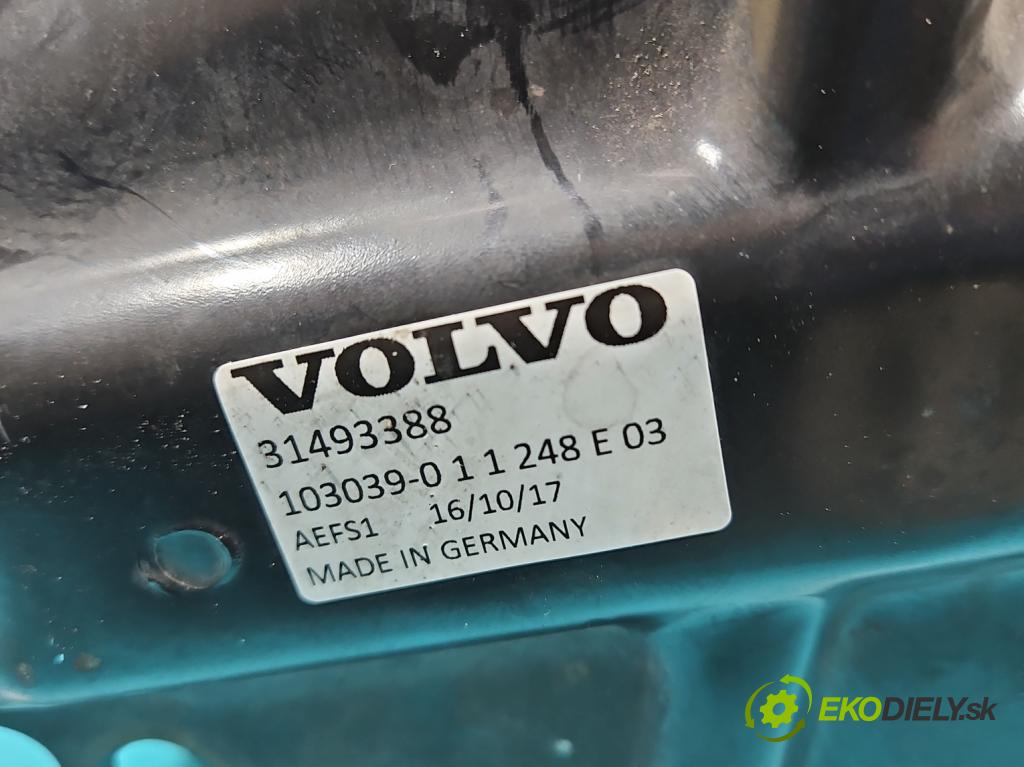 VOLVO
31493388
103039-0 1 1 248 E 03
AEFS1 16/10/17
MADE IN GERMANY
EKODIELY.sk